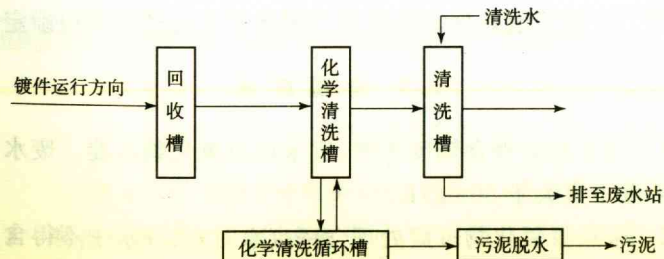 清洗水
镀件运行方向
回收槽
化学清洗槽
清洗槽
排至废水站
化学清洗循环槽
污泥脱水
污泥